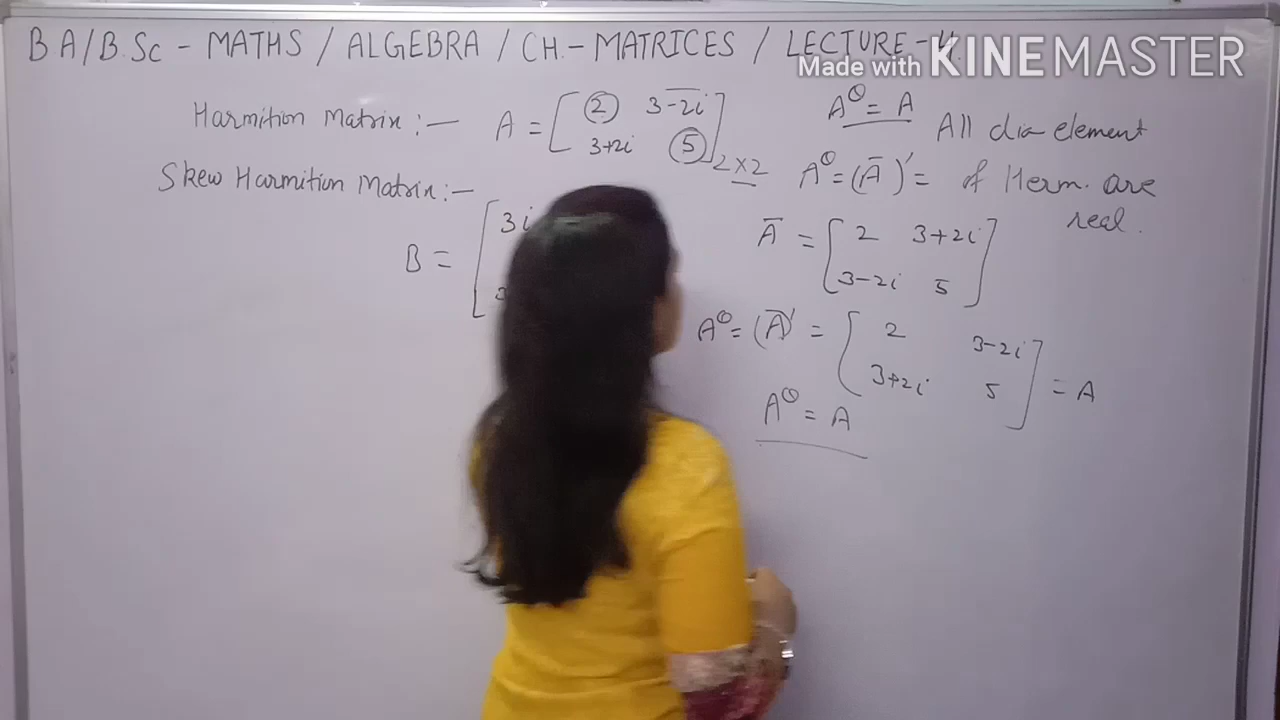 BA/B.Sc - MATHS / ALGEBRA / CH.- MATRICES / LECTURE -
Made with KINEMASTER
Harmition Matrix :— A = [ 2 3-2i
3+2i 5 ] 2×2
Skew Harmition Matrix :—
B = [ 3i
A^θ = A
All dia element
of Herm. are
real.
A^θ = (Ā)' =
Ā = [ 2 3+2i
3-2i 5 ]
A^θ = (Ā)' = [ 2 3-2i
3+2i 5 ] = A
A^θ = A